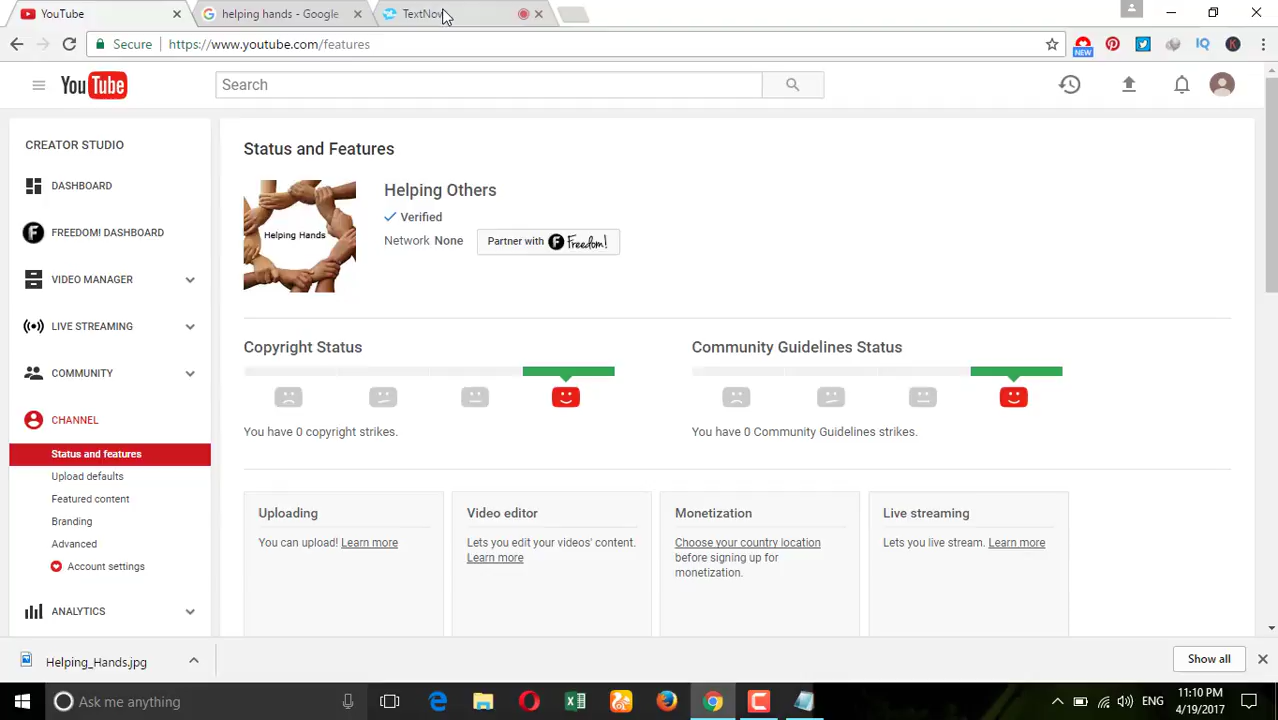 YouTube
helping hands - Google
TextNow
Secure
https://www.youtube.com/features
NEW
IQ
K
YouTube
Search
CREATOR STUDIO
DASHBOARD
FREEDOM! DASHBOARD
VIDEO MANAGER
LIVE STREAMING
COMMUNITY
CHANNEL
Status and features
Upload defaults
Featured content
Branding
Advanced
Account settings
ANALYTICS
Status and Features
Helping Hands
Helping Others
Verified
Network None
Partner with F Freedom!
Copyright Status
You have 0 copyright strikes.
Community Guidelines Status
You have 0 Community Guidelines strikes.
Uploading
You can upload! Learn more
Video editor
Lets you edit your videos' content.
Learn more
Monetization
Choose your country location
before signing up for
monetization.
Live streaming
Lets you live stream. Learn more
Helping_Hands.jpg
Show all
Ask me anything
ENG
11:10 PM
4/19/2017